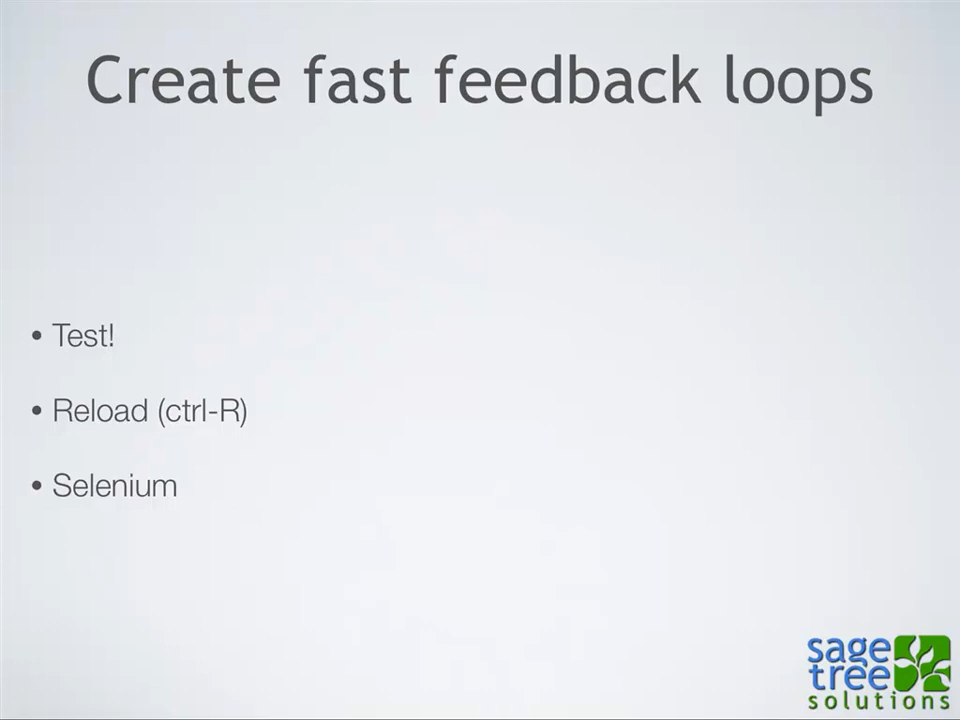 Create fast feedback loops
• Test!
• Reload (ctrl-R)
• Selenium
sage
tree
solutions